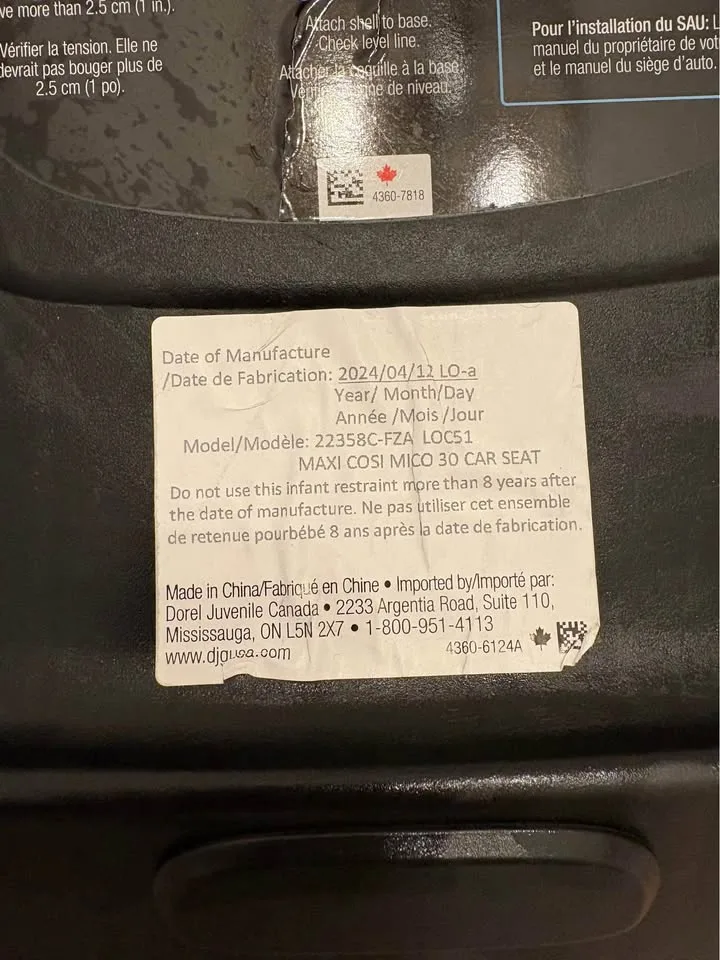 ve more than 2.5 cm (1 in.).
Vérifier la tension. Elle ne
devrait pas bouger plus de
2.5 cm (1 po).
Attach shell to base.
Check level line.
Attacher la coquille à la base.
de niveau.
Pour l'installation du SAU: L
manuel du propriétaire de vot
et le manuel du siège d'auto.
4360-7818
Date of Manufacture
/Date de Fabrication: 2024/04/12 LO-a
Year/ Month/Day
Année /Mois /Jour
Model/Modèle: 22358C-FZA LOC51
MAXI COSI MICO 30 CAR SEAT
Do not use this infant restraint more than 8 years after
the date of manufacture. Ne pas utiliser cet ensemble
de retenue pourbébé 8 ans après la date de fabrication.
Made in China/Fabriqué en Chine • Imported by/Importé par:
Dorel Juvenile Canada • 2233 Argentia Road, Suite 110,
Mississauga, ON L5N 2X7 • 1-800-951-4113
www.djgusa.com
4360-6124A